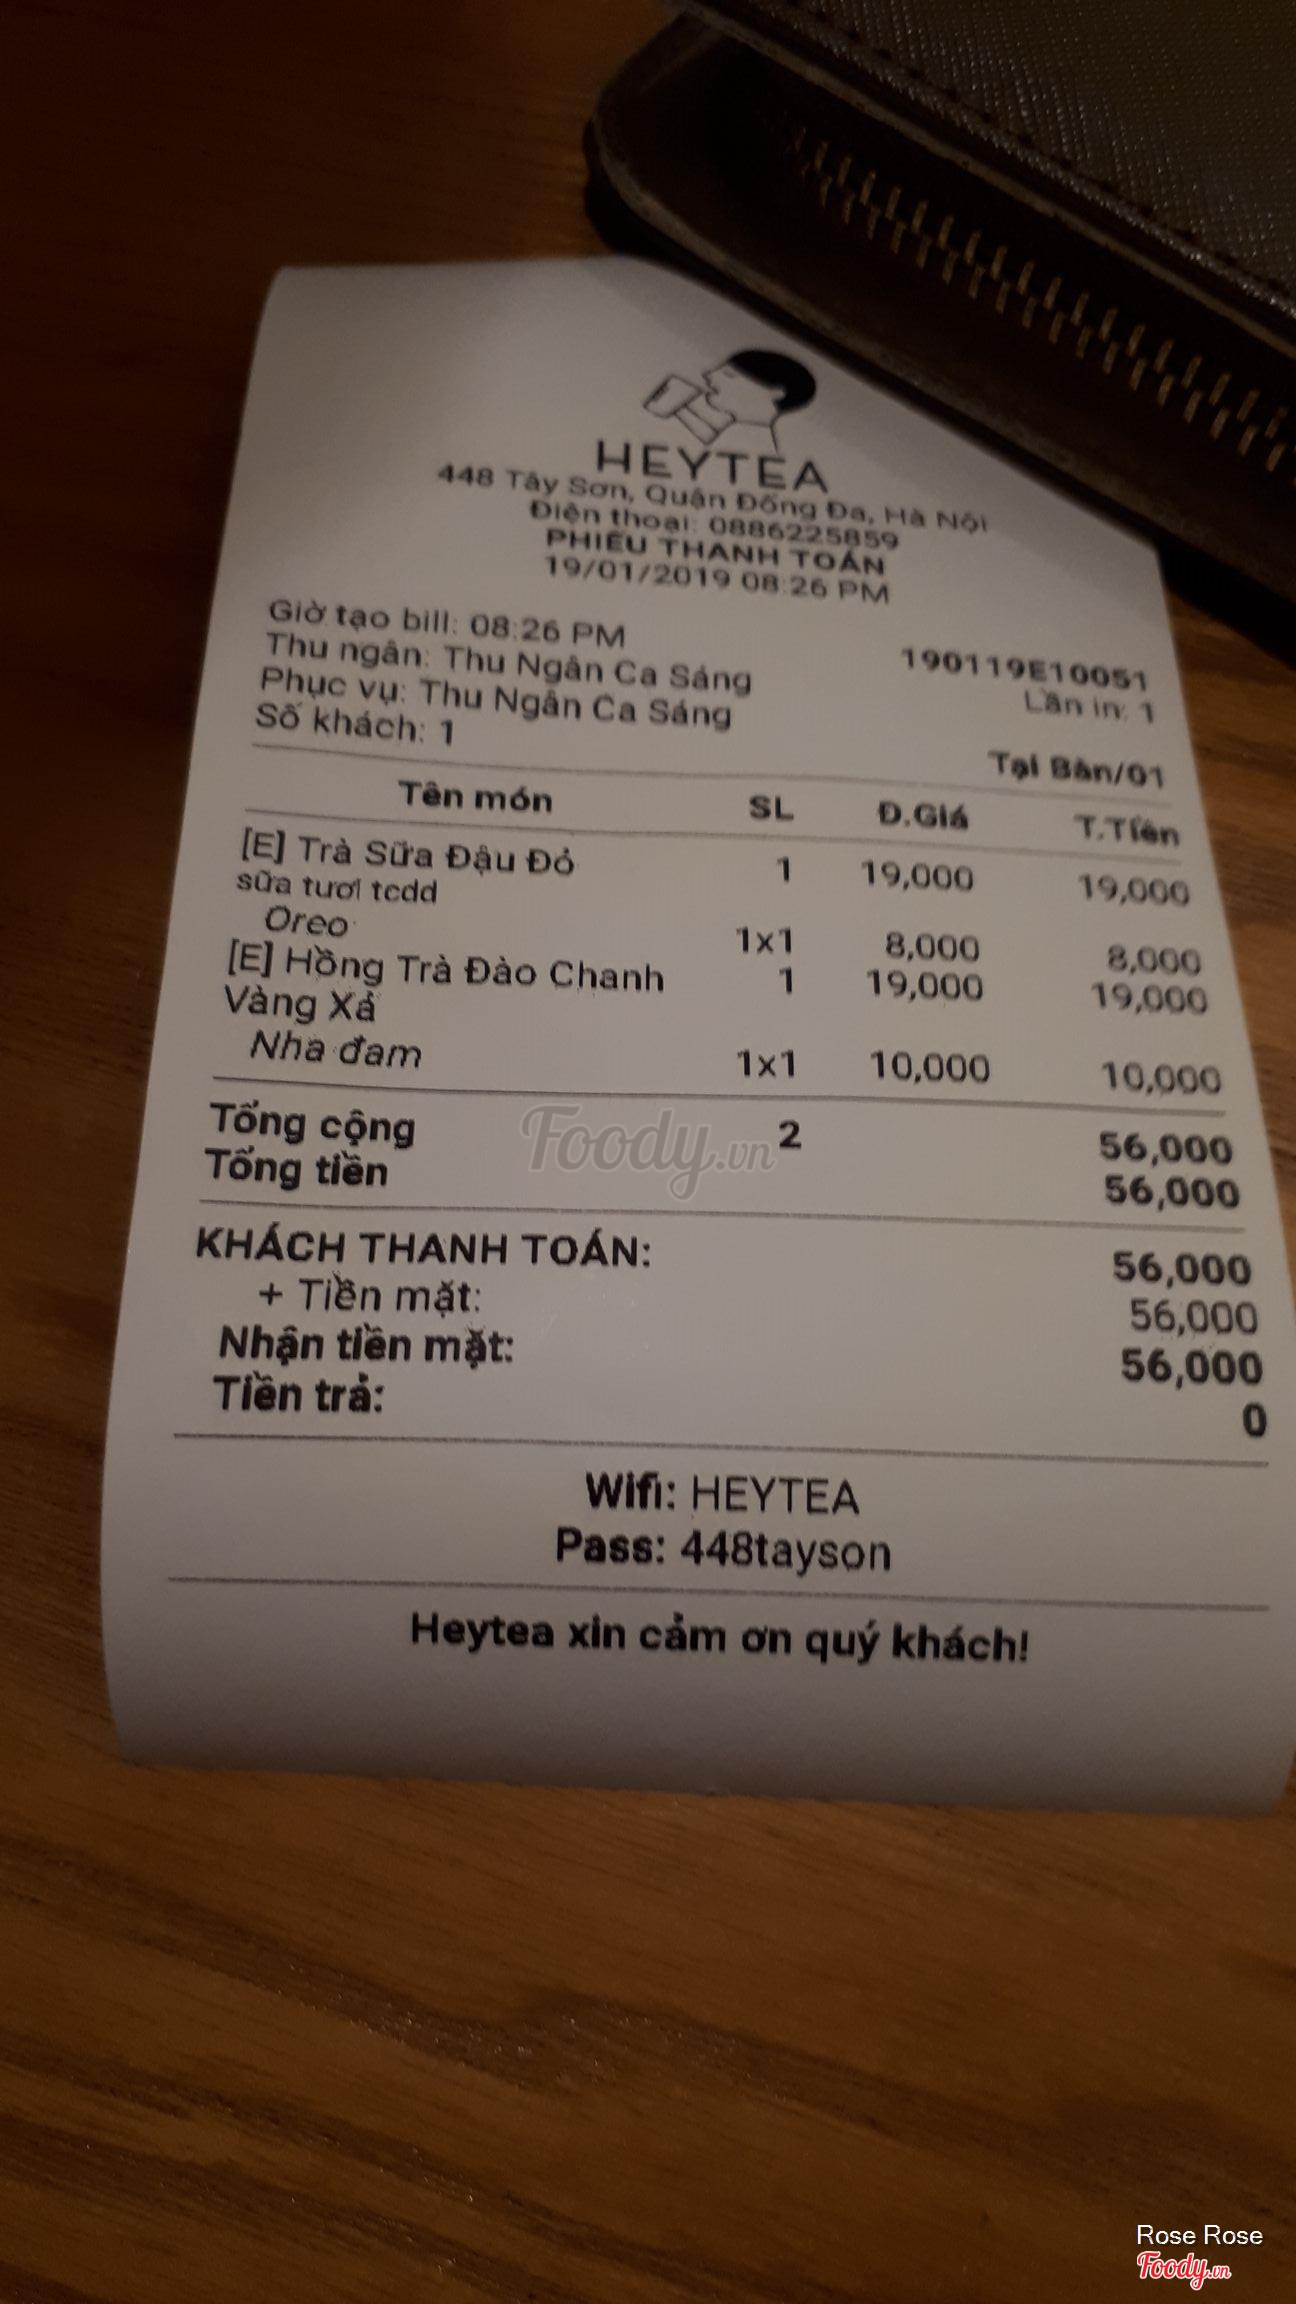 HEYTEA
448 Tây Sơn, Quận Đống Đa, Hà Nội
Điện thoại: 0886225859
PHIẾU THANH TOÁN
19/01/2019 08:26 PM
Giờ tạo bill: 08:26 PM
190119E10051
Thu ngân: Thu Ngân Ca Sáng
Lần in: 1
Phục vụ: Thu Ngân Ca Sáng
Số khách: 1
Tại Bàn/01
Tên món SL Đ.Giá T.Tiền
[E] Trà Sữa Đậu Đỏ 1 19,000 19,000
sữa tươi tcdd
Oreo 1x1 8,000 8,000
[E] Hồng Trà Đào Chanh 1 19,000 19,000
Vàng Xả
Nha đam 1x1 10,000 10,000
Tổng cộng 2 56,000
Tổng tiền 56,000
Foody.vn
KHÁCH THANH TOÁN: 56,000
+ Tiền mặt: 56,000
Nhận tiền mặt: 56,000
Tiền trả: 0
Wifi: HEYTEA
Pass: 448tayson
Heytea xin cảm ơn quý khách!
Rose Rose
Foody.vn